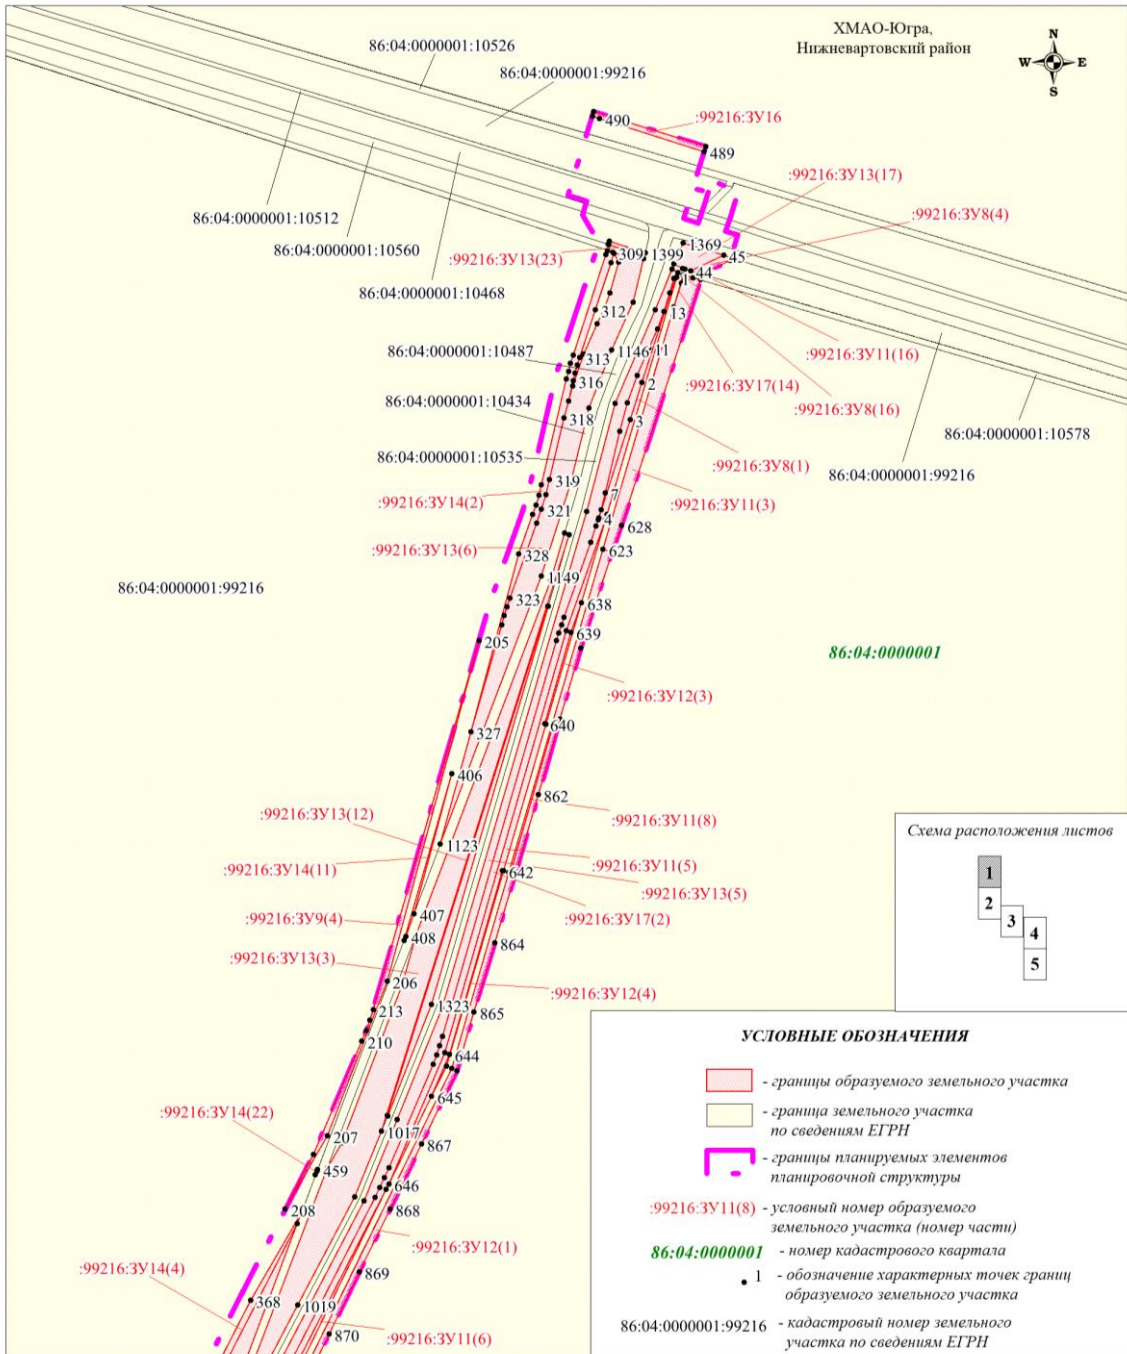 ХМАО-Югра,
Нижневартовский район
N
W E
S
86:04:0000001:10526
86:04:0000001:99216
:99216:ЗУ16
490
489
:99216:ЗУ13(17)
:99216:ЗУ8(4)
86:04:0000001:10512
86:04:0000001:10560
86:04:0000001:10468
:99216:ЗУ13(23)
309
1399
1369
45
44
1
312
13
:99216:ЗУ11(16)
86:04:0000001:10487
313
1146
11
:99216:ЗУ17(14)
316
2
:99216:ЗУ8(16)
86:04:0000001:10434
318
3
86:04:0000001:10578
86:04:0000001:10535
:99216:ЗУ8(1)
86:04:0000001:99216
319
7
:99216:ЗУ11(3)
:99216:ЗУ14(2)
321
4
628
:99216:ЗУ13(6)
328
623
86:04:0000001:99216
1149
323
638
205
639
86:04:0000001
:99216:ЗУ12(3)
327
640
406
862
:99216:ЗУ13(12)
:99216:ЗУ11(8)
1123
:99216:ЗУ14(11)
:99216:ЗУ11(5)
642
:99216:ЗУ13(5)
:99216:ЗУ17(2)
:99216:ЗУ9(4)
407
408
864
:99216:ЗУ13(3)
206
:99216:ЗУ12(4)
213
1323
865
210
644
645
:99216:ЗУ14(22)
207
1017
867
459
646
208
868
:99216:ЗУ12(1)
:99216:ЗУ14(4)
869
368
1019
870
:99216:ЗУ11(6)
Схема расположения листов
1
2
3
4
5
УСЛОВНЫЕ ОБОЗНАЧЕНИЯ
- границы образуемого земельного участка
- граница земельного участка
по сведениям ЕГРН
- границы планируемых элементов
планировочной структуры
:99216:ЗУ11(8) - условный номер образуемого
земельного участка (номер части)
86:04:0000001 - номер кадастрового квартала
1 - обозначение характерных точек границ
образуемого земельного участка
86:04:0000001:99216 - кадастровый номер земельного
участка по сведениям ЕГРН